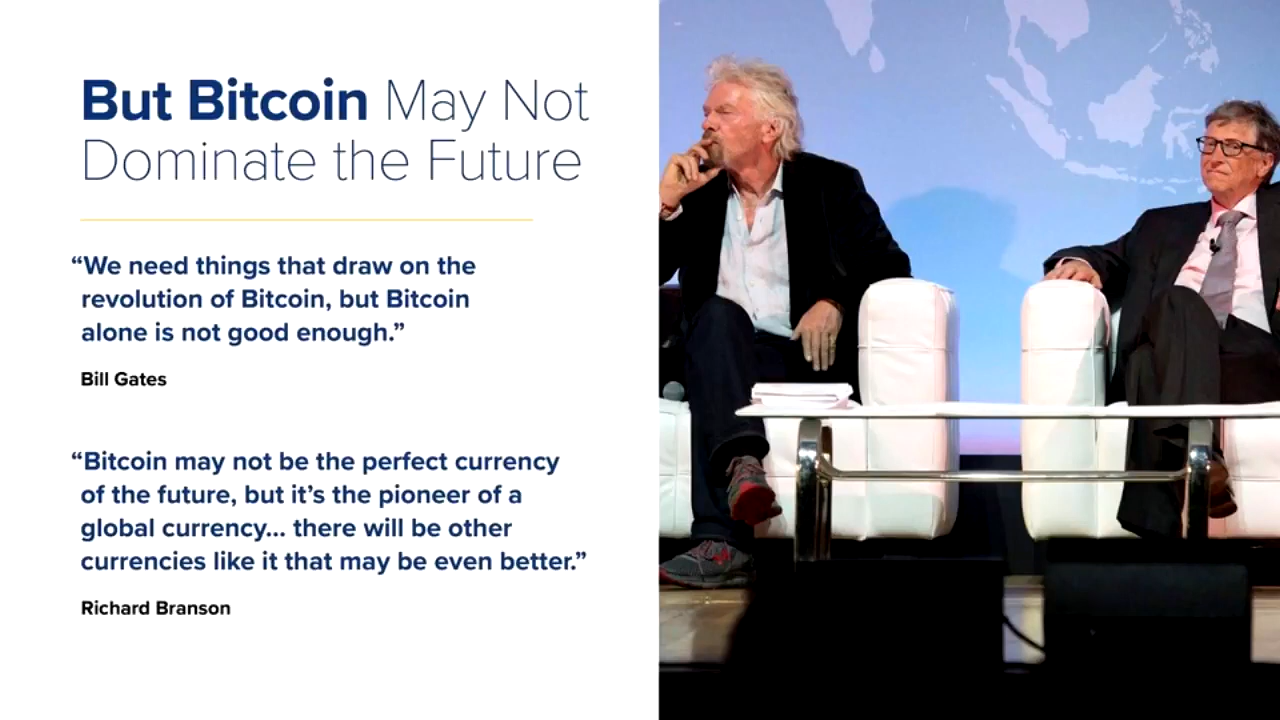 But Bitcoin May Not
Dominate the Future
“We need things that draw on the
revolution of Bitcoin, but Bitcoin
alone is not good enough.”
Bill Gates
“Bitcoin may not be the perfect currency
of the future, but it’s the pioneer of a
global currency... there will be other
currencies like it that may be even better.”
Richard Branson